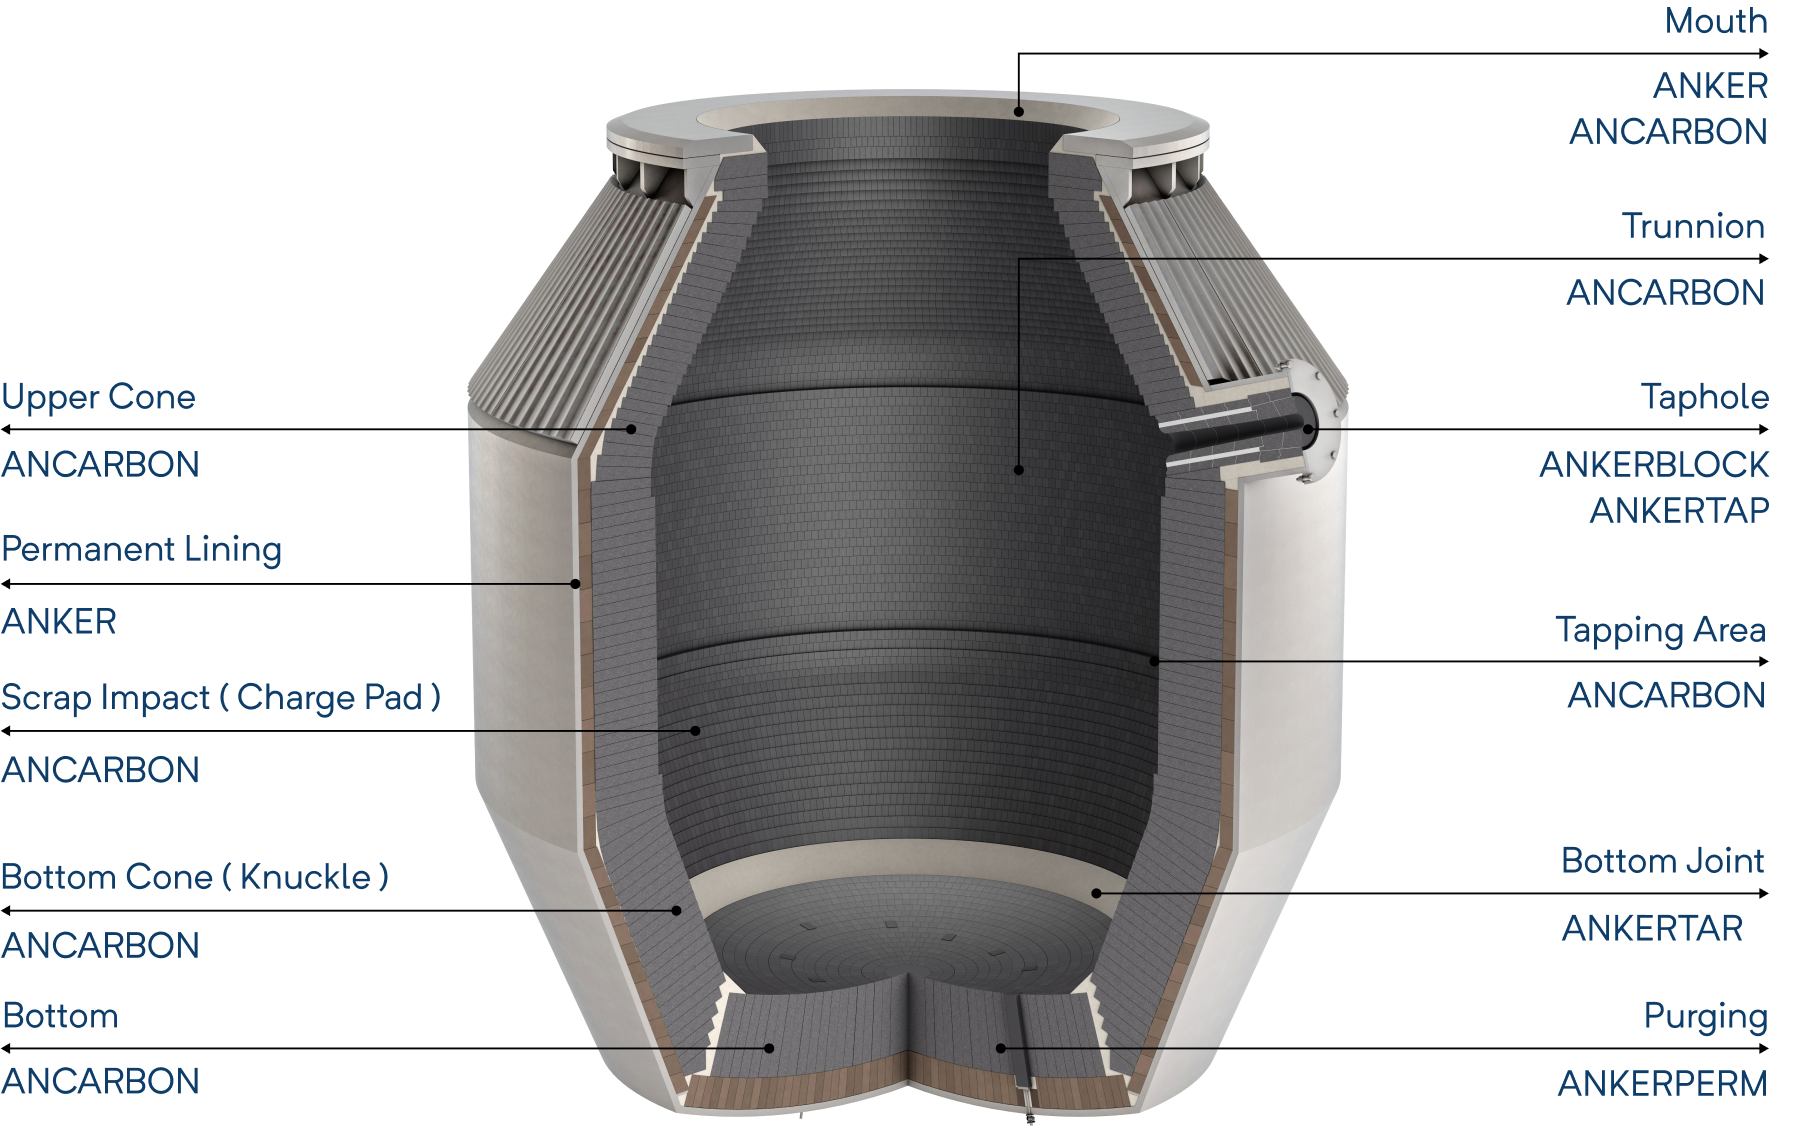 Mouth
ANKER
ANCARBON
Trunnion
ANCARBON
Upper Cone
ANCARBON
Taphole
ANKERBLOCK
ANKERTAP
Permanent Lining
ANKER
Tapping Area
ANCARBON
Scrap Impact ( Charge Pad )
ANCARBON
Bottom Cone ( Knuckle )
ANCARBON
Bottom Joint
ANKERTAR
Bottom
ANCARBON
Purging
ANKERPERM